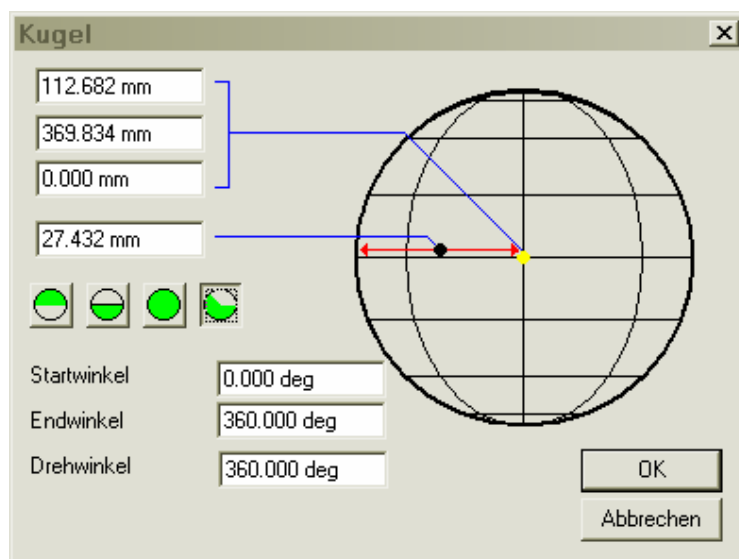 Kugel
112.682 mm
369.834 mm
0.000 mm
27.432 mm
Startwinkel 0.000 deg
Endwinkel 360.000 deg
Drehwinkel 360.000 deg
OK
Abbrechen